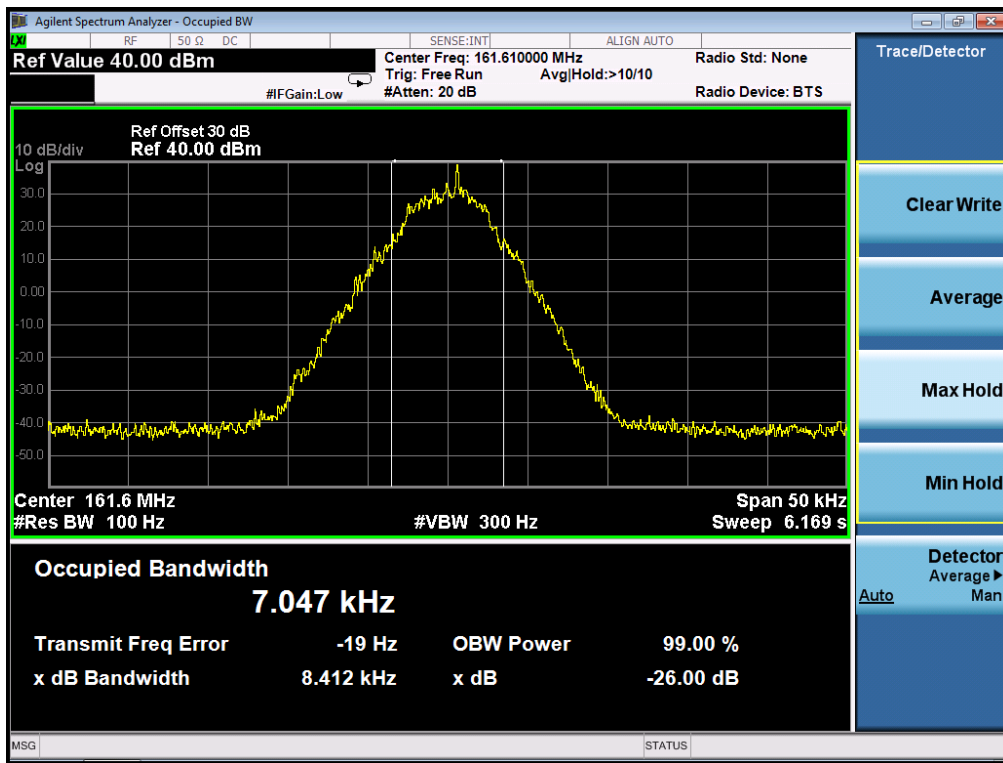 Agilent Spectrum Analyzer - Occupied BW
LXI RF 50 Ω DC SENSE:INT ALIGN AUTO
Ref Value 40.00 dBm
Center Freq: 161.610000 MHz Radio Std: None
Trig: Free Run Avg|Hold:>10/10
#IFGain:Low #Atten: 20 dB Radio Device: BTS
Ref Offset 30 dB
10 dB/div Ref 40.00 dBm
Log
30.0
20.0
10.0
0.00
-10.0
-20.0
-30.0
-40.0
-50.0
Center 161.6 MHz Span 50 kHz
#Res BW 100 Hz #VBW 300 Hz Sweep 6.169 s
Occupied Bandwidth
7.047 kHz
Transmit Freq Error -19 Hz OBW Power 99.00 %
x dB Bandwidth 8.412 kHz x dB -26.00 dB
MSG STATUS
Trace/Detector
Clear Write
Average
Max Hold
Min Hold
Detector
Average
Auto Man